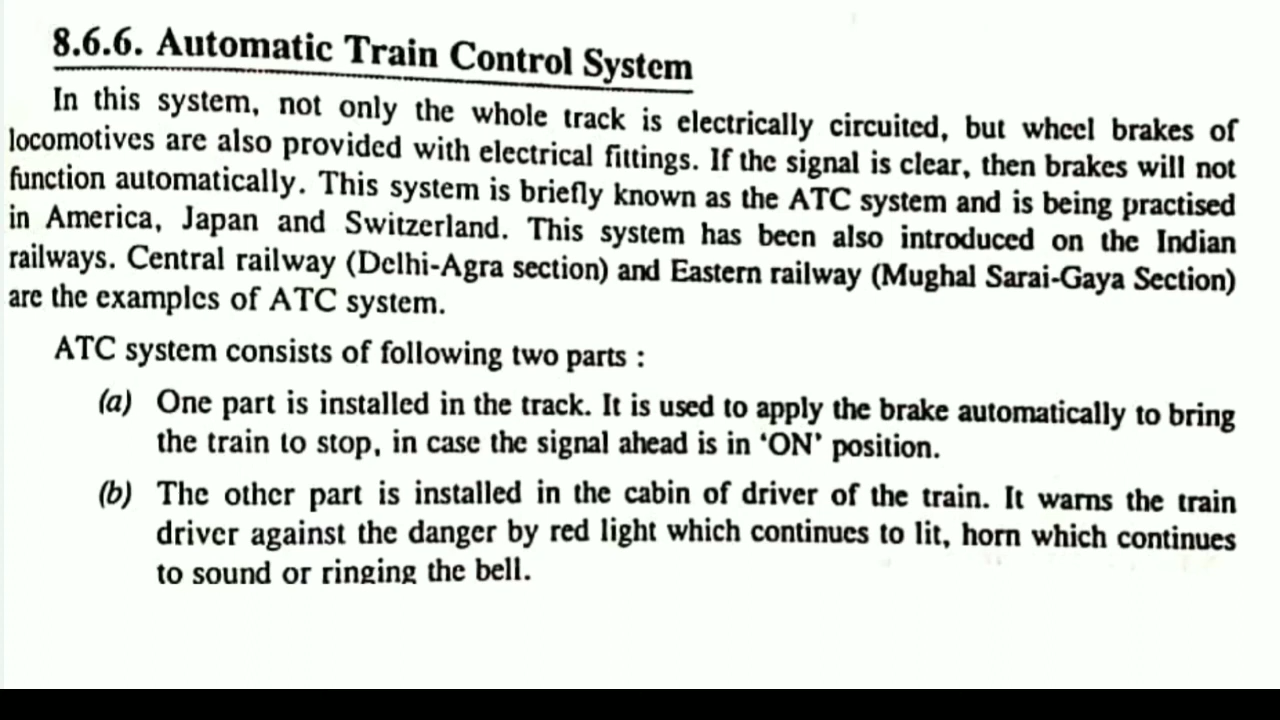 8.6.6. Automatic Train Control System
In this system, not only the whole track is electrically circuited, but wheel brakes of
locomotives are also provided with electrical fittings. If the signal is clear, then brakes will not
function automatically. This system is briefly known as the ATC system and is being practised
in America, Japan and Switzerland. This system has been also introduced on the Indian
railways. Central railway (Delhi-Agra section) and Eastern railway (Mughal Sarai-Gaya Section)
are the examples of ATC system.
ATC system consists of following two parts :
(a) One part is installed in the track. It is used to apply the brake automatically to bring
the train to stop, in case the signal ahead is in ‘ON’ position.
(b) The other part is installed in the cabin of driver of the train. It warns the train
driver against the danger by red light which continues to lit, horn which continues
to sound or ringing the bell.